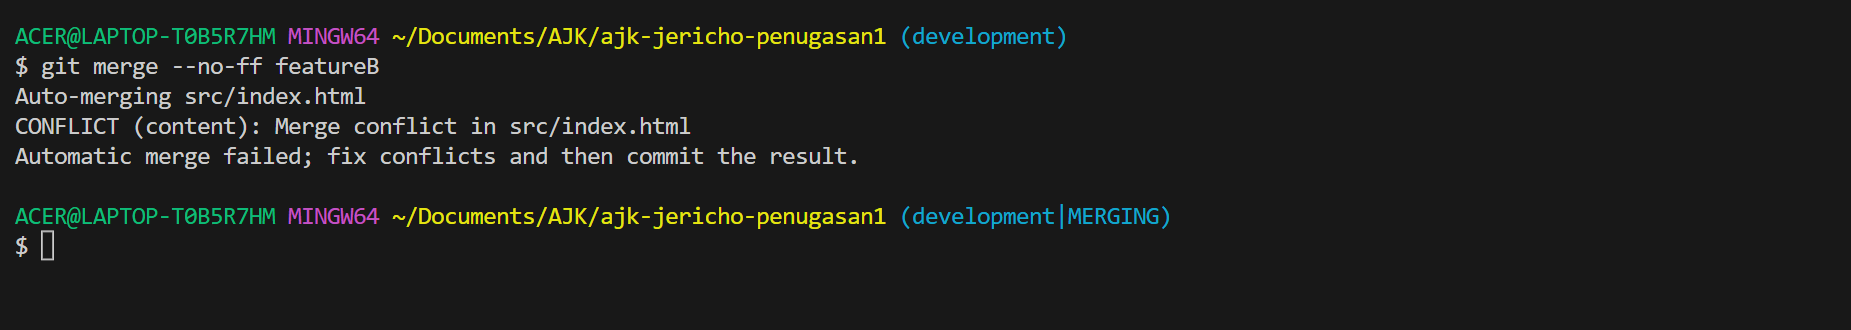 ACER@LAPTOP-T0B5R7HM MINGW64 ~/Documents/AJK/ajk-jericho-penugasan1 (development)
$ git merge --no-ff featureB
Auto-merging src/index.html
CONFLICT (content): Merge conflict in src/index.html
Automatic merge failed; fix conflicts and then commit the result.
ACER@LAPTOP-T0B5R7HM MINGW64 ~/Documents/AJK/ajk-jericho-penugasan1 (development|MERGING)
$